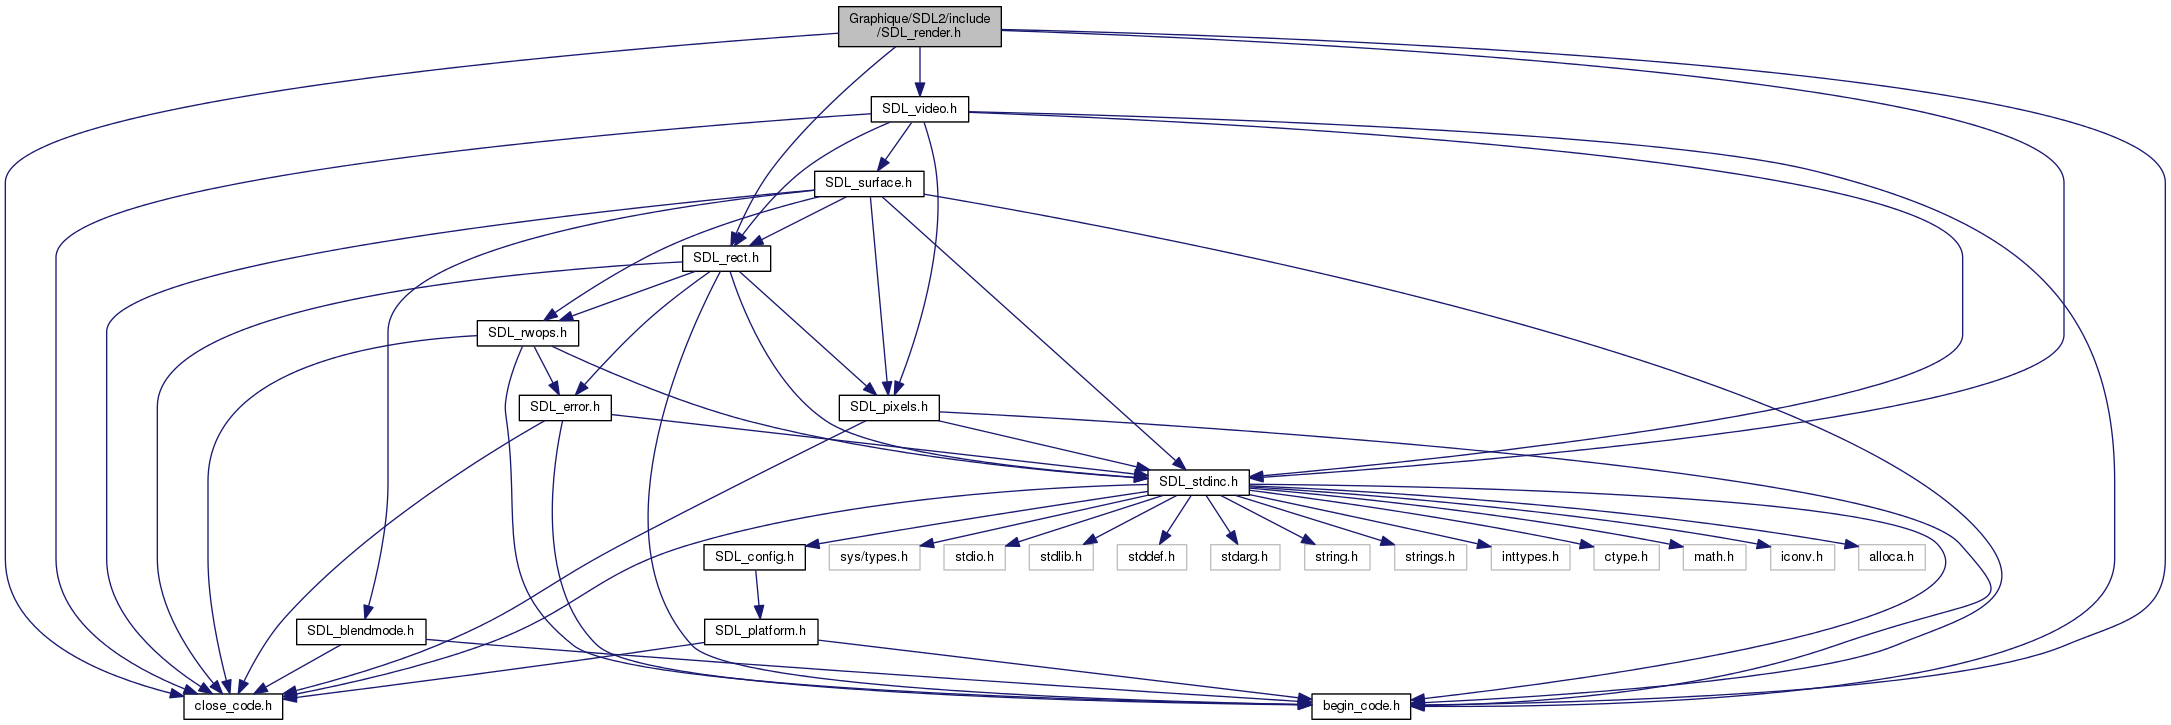 Graphique/SDL2/include
/SDL_render.h
SDL_video.h
SDL_surface.h
SDL_rect.h
SDL_rwops.h
SDL_error.h
SDL_pixels.h
SDL_stdinc.h
SDL_config.h
sys/types.h
stdio.h
stdlib.h
stddef.h
stdarg.h
string.h
strings.h
inttypes.h
ctype.h
math.h
iconv.h
alloca.h
SDL_blendmode.h
SDL_platform.h
close_code.h
begin_code.h